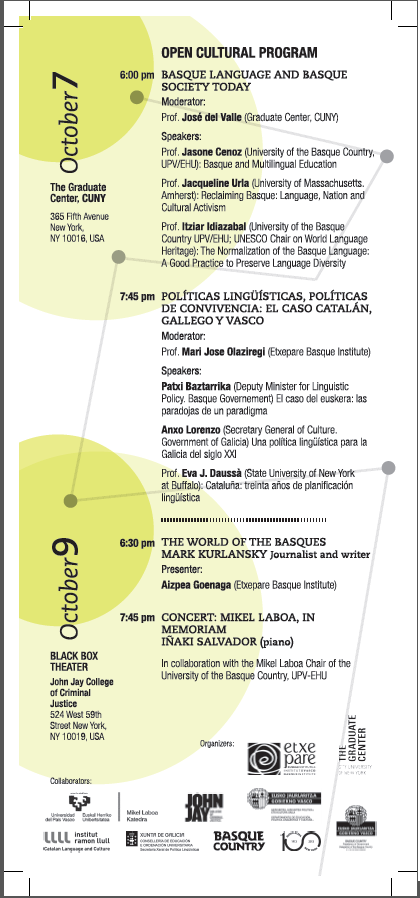 OPEN CULTURAL PROGRAM
October 7
The Graduate
Center, CUNY
365 Fifth Avenue
New York,
NY 10016, USA
6:00 pm BASQUE LANGUAGE AND BASQUE
SOCIETY TODAY
Moderator:
Prof. José del Valle (Graduate Center, CUNY)
Speakers:
Prof. Jasone Cenoz (University of the Basque Country,
UPV/EHU): Basque and Multilingual Education
Prof. Jacqueline Urla (University of Massachusetts.
Amherst): Reclaiming Basque: Language, Nation and
Cultural Activism
Prof. Itziar Idiazabal (University of the Basque
Country UPV/EHU; UNESCO Chair on World Language
Heritage): The Normalization of the Basque Language:
A Good Practice to Preserve Language Diversity
7:45 pm POLÍTICAS LINGÜÍSTICAS, POLÍTICAS
DE CONVIVENCIA: EL CASO CATALÁN,
GALLEGO Y VASCO
Moderator:
Prof. Mari Jose Olaziregi (Etxepare Basque Institute)
Speakers:
Patxi Baztarrika (Deputy Minister for Linguistic
Policy. Basque Governement) El caso del euskera: las
paradojas de un paradigma
Anxo Lorenzo (Secretary General of Culture.
Government of Galicia) Una política lingüística para la
Galicia del siglo XXI
Prof. Eva J. Daussà (State University of New York
at Buffalo): Cataluña: treinta años de planificación
lingüística
October 9
BLACK BOX
THEATER
John Jay College
of Criminal
Justice
524 West 59th
Street New York,
NY 10019, USA
6:30 pm THE WORLD OF THE BASQUES
MARK KURLANSKY Journalist and writer
Presenter:
Aizpea Goenaga (Etxepare Basque Institute)
7:45 pm CONCERT: MIKEL LABOA, IN
MEMORIAM
IÑAKI SALVADOR (piano)
In collaboration with the Mikel Laboa Chair of the
University of the Basque Country, UPV-EHU
Organizers:
etxe
pare
THE
GRADUATE
CENTER
Collaborators:
Universidad
del País Vasco
Euskal Herriko
Unibertsitatea
Mikel Laboa
Katedra
JOHN
JAY
EUSKO JAURLARITZA
GOBIERNO VASCO
LLLL institut
ramon llull
Catalan Language and Culture
XUNTA DE GALICIA
CONSELLERÍA DE EDUCACIÓN
E ORDENACIÓN UNIVERSITARIA
BASQUE
COUNTRY
100
EUSKO JAURLARITZA
GOBIERNO VASCO